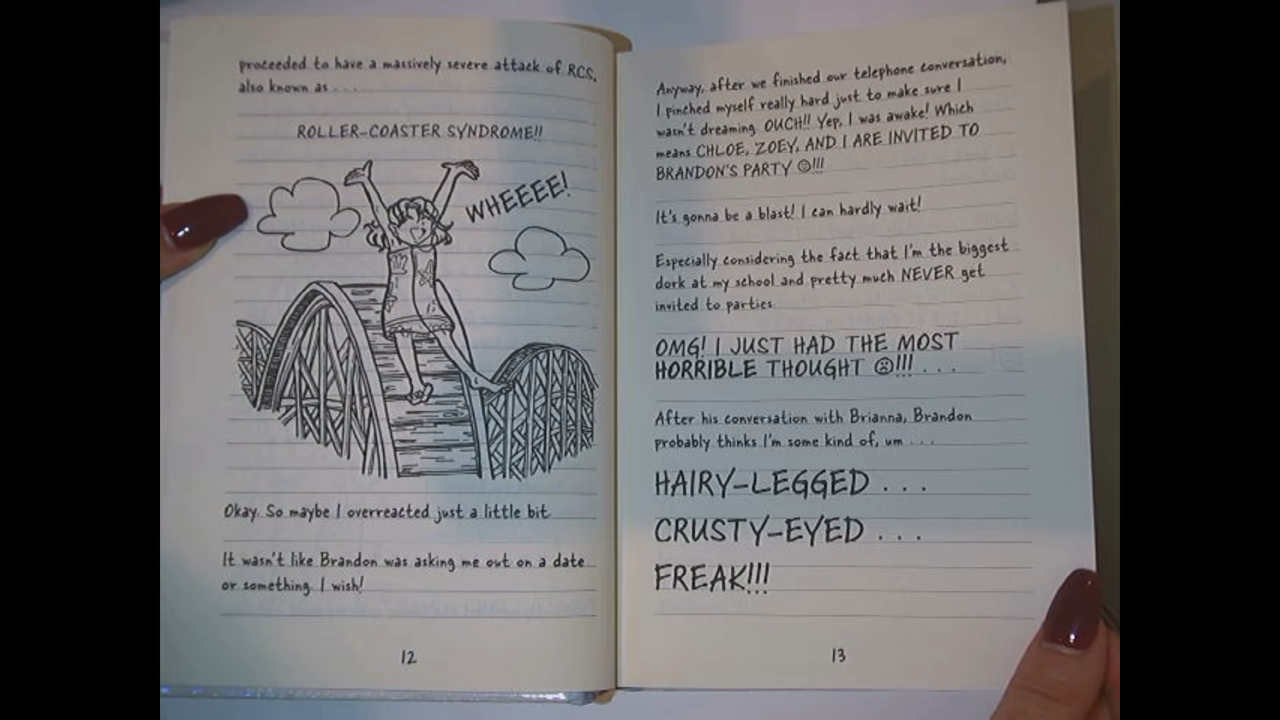 proceeded to have a massively severe attack of RCS,
also known as . . .
ROLLER-COASTER SYNDROME!!
WHEEEE!
Okay. So maybe I overreacted just a little bit.
It wasn't like Brandon was asking me out on a date
or something. I wish!
12
Anyway, after we finished our telephone conversation,
I pinched myself really hard just to make sure I
wasn't dreaming. OUCH!! Yep, I was awake! Which
means CHLOE, ZOEY, AND I ARE INVITED TO
BRANDON'S PARTY ☺!!!
It's gonna be a blast! I can hardly wait!
Especially considering the fact that I'm the biggest
dork at my school and pretty much NEVER get
invited to parties.
OMG! I JUST HAD THE MOST
HORRIBLE THOUGHT ☹!!! . . .
After his conversation with Brianna, Brandon
probably thinks I'm some kind of, um . . .
HAIRY-LEGGED . . .
CRUSTY-EYED . . .
FREAK!!!
13